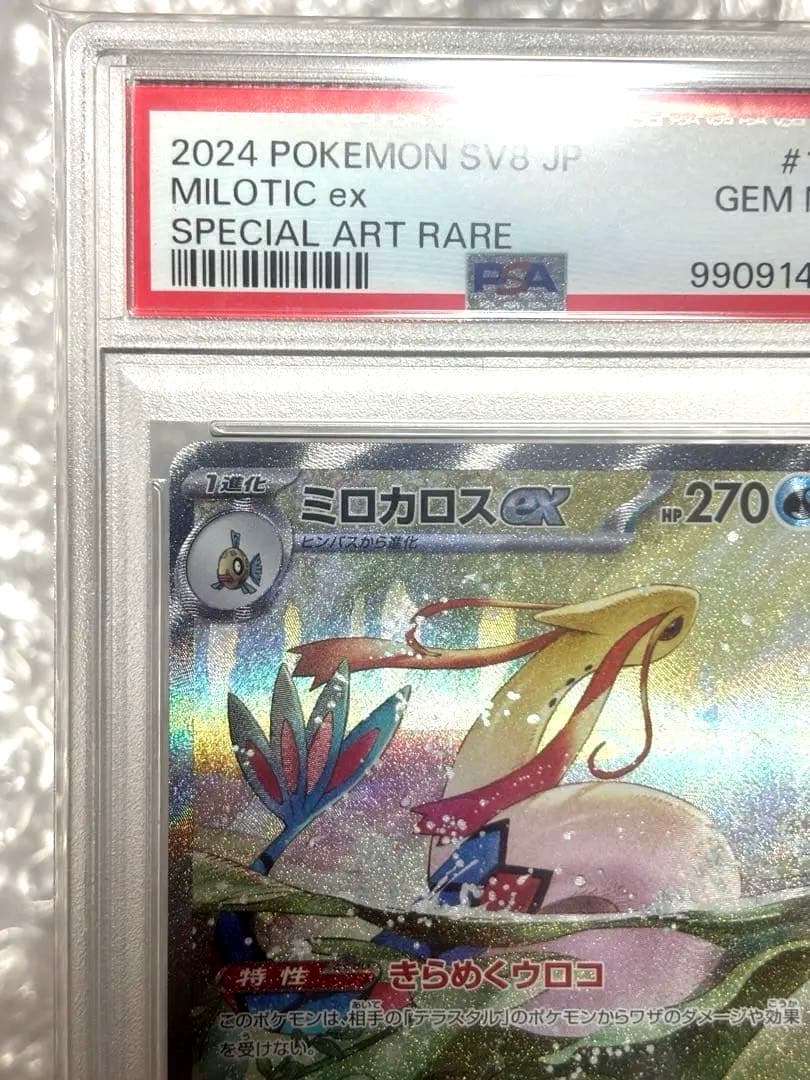 2024 POKEMON SV8 JP
#1
MILOTIC ex
GEM M
SPECIAL ART RARE
PSA
990914
1進化
ミロカロスex
HP270
ヒンバスから進化
特性 きらめくウロコ
このポケモンは、相手の「テラスタル」のポケモンからワザのダメージや効果
を受けない。